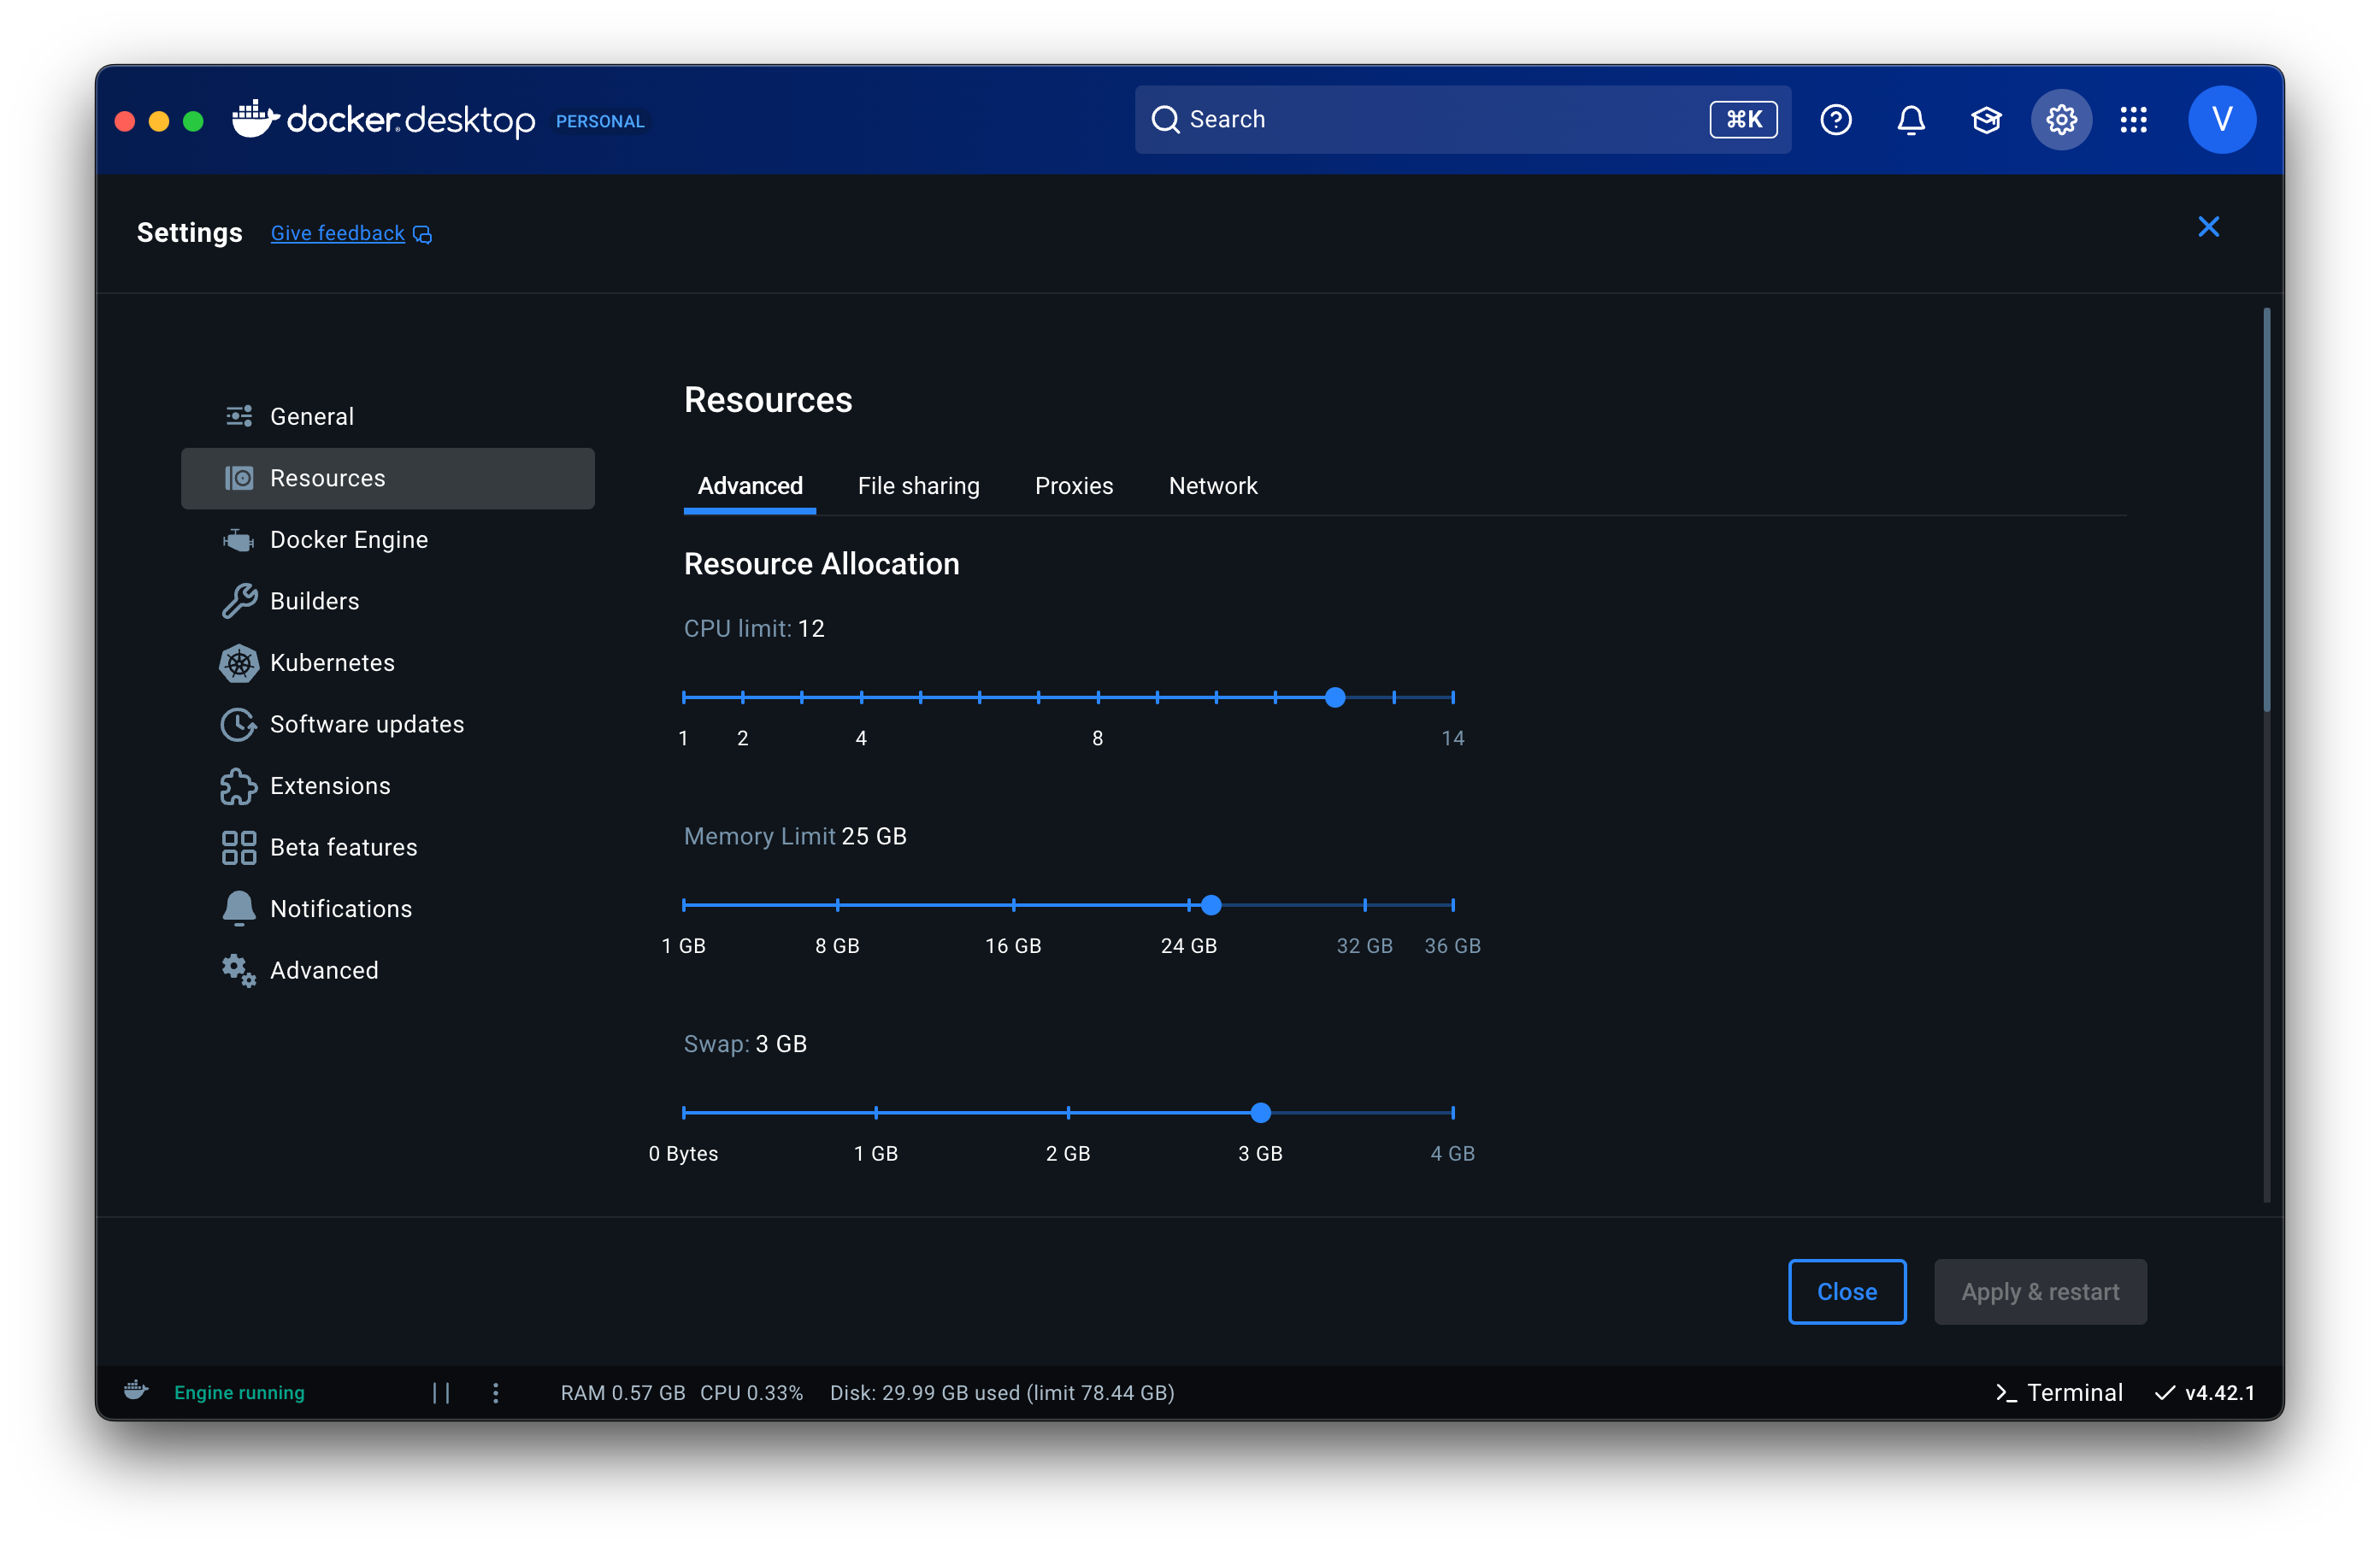 docker desktop PERSONAL Search ⌘K V
Settings Give feedback
General
Resources
Docker Engine
Builders
Kubernetes
Software updates
Extensions
Beta features
Notifications
Advanced
Resources
Advanced File sharing Proxies Network
Resource Allocation
CPU limit: 12
1 2 4 8 14
Memory Limit 25 GB
1 GB 8 GB 16 GB 24 GB 32 GB 36 GB
Swap: 3 GB
0 Bytes 1 GB 2 GB 3 GB 4 GB
Close Apply & restart
Engine running RAM 0.57 GB CPU 0.33% Disk: 29.99 GB used (limit 78.44 GB) Terminal v4.42.1